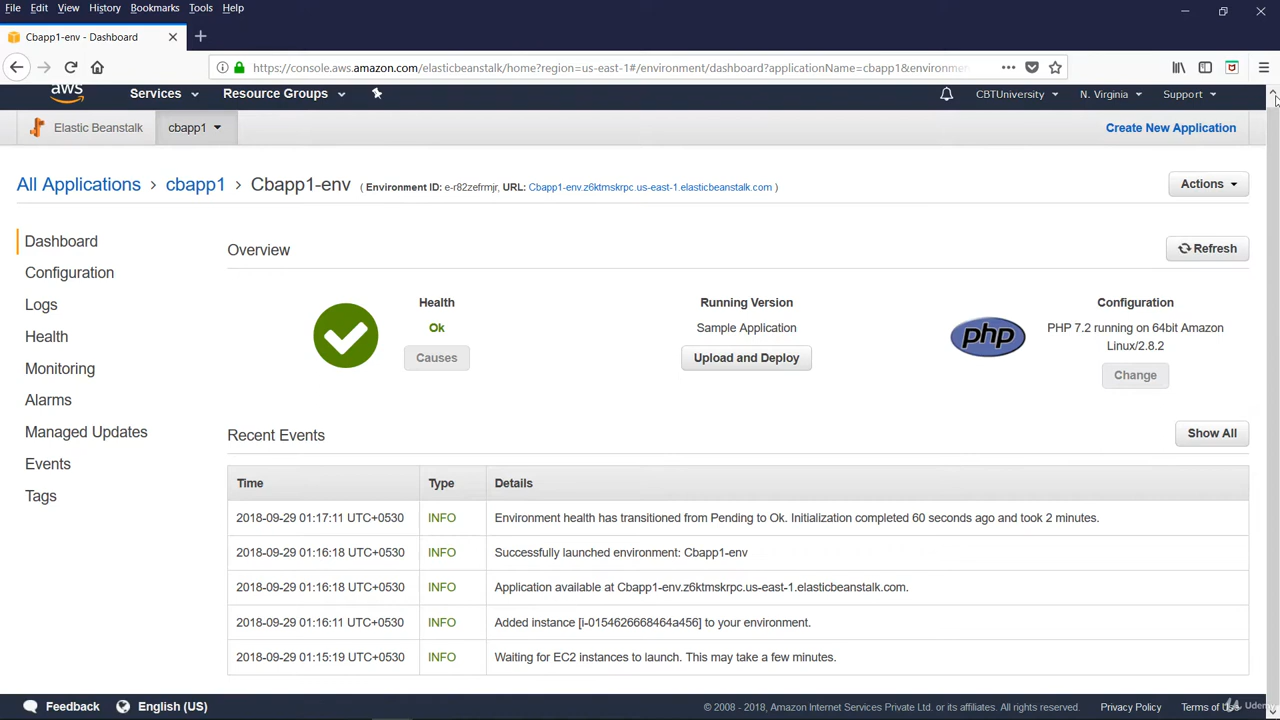 File Edit View History Bookmarks Tools Help
Cbapp1-env - Dashboard
https://console.aws.amazon.com/elasticbeanstalk/home?region=us-east-1#/environment/dashboard?applicationName=cbapp1&environme
aws Services Resource Groups CBTUniversity N. Virginia Support
Elastic Beanstalk cbapp1 Create New Application
All Applications > cbapp1 > Cbapp1-env ( Environment ID: e-r82zefrmjr, URL: Cbapp1-env.z6ktmskrpc.us-east-1.elasticbeanstalk.com ) Actions
Dashboard
Configuration
Logs
Health
Monitoring
Alarms
Managed Updates
Events
Tags
Overview Refresh
Health
Ok
Causes
Running Version
Sample Application
Upload and Deploy
php
Configuration
PHP 7.2 running on 64bit Amazon
Linux/2.8.2
Change
Recent Events Show All
Time Type Details
2018-09-29 01:17:11 UTC+0530 INFO Environment health has transitioned from Pending to Ok. Initialization completed 60 seconds ago and took 2 minutes.
2018-09-29 01:16:18 UTC+0530 INFO Successfully launched environment: Cbapp1-env
2018-09-29 01:16:18 UTC+0530 INFO Application available at Cbapp1-env.z6ktmskrpc.us-east-1.elasticbeanstalk.com.
2018-09-29 01:16:11 UTC+0530 INFO Added instance [i-0154626668464a456] to your environment.
2018-09-29 01:15:19 UTC+0530 INFO Waiting for EC2 instances to launch. This may take a few minutes.
Feedback English (US) © 2008 - 2018, Amazon Internet Services Private Ltd. or its affiliates. All rights reserved. Privacy Policy Terms of Use